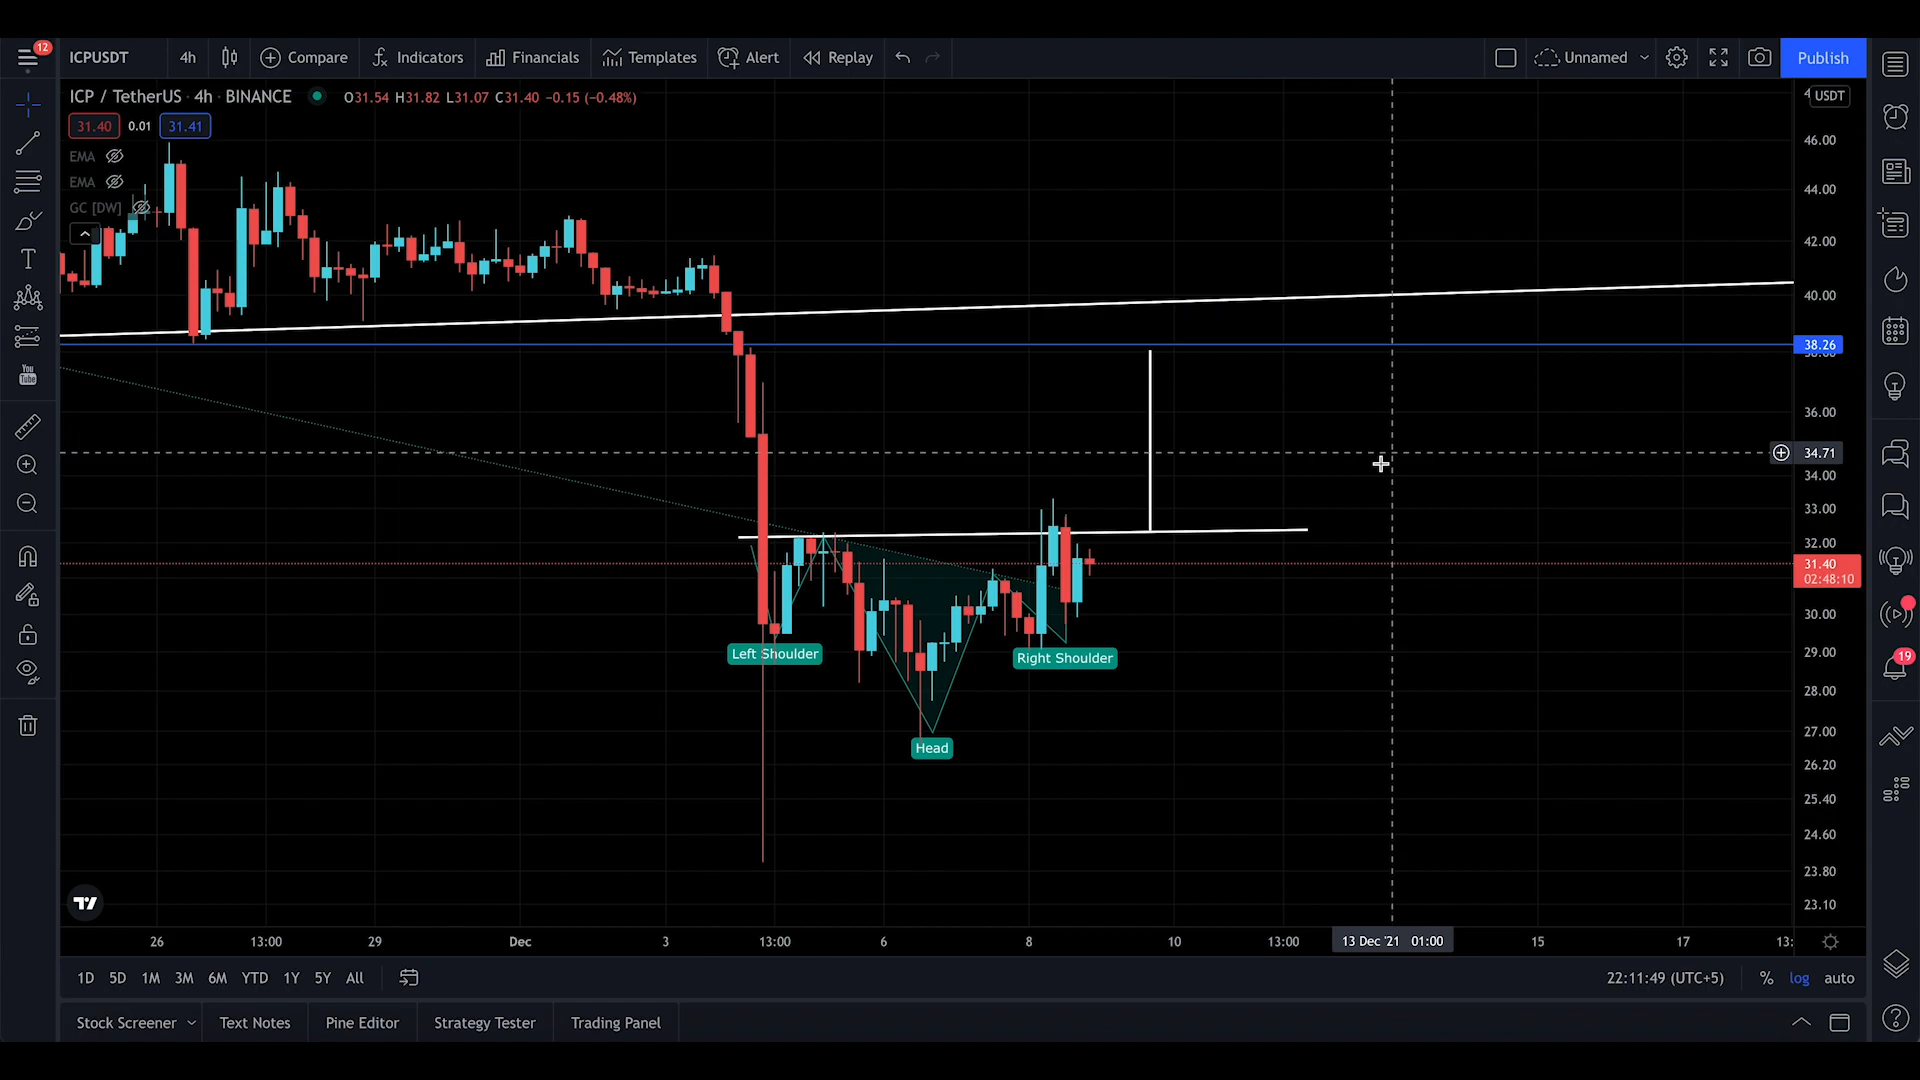 12
ICPUSDT
4h
Compare
Indicators
Financials
Templates
Alert
Replay
Unnamed
Publish
ICP / TetherUS · 4h · BINANCE
O31.54 H31.82 L31.07 C31.40 -0.15 (-0.48%)
31.40
0.01
31.41
EMA
EMA
GC [DW]
USDT
46.00
44.00
42.00
40.00
38.26
38.00
36.00
34.71
34.00
33.00
32.00
31.40
02:48:10
30.00
29.00
28.00
27.00
26.20
25.40
24.60
23.80
23.10
Left Shoulder
Right Shoulder
Head
You
Tube
19
26
13:00
29
Dec
3
13:00
6
8
10
13:00
13 Dec '21 01:00
15
17
13:
1D
5D
1M
3M
6M
YTD
1Y
5Y
All
22:11:49 (UTC+5)
%
log
auto
Stock Screener
Text Notes
Pine Editor
Strategy Tester
Trading Panel